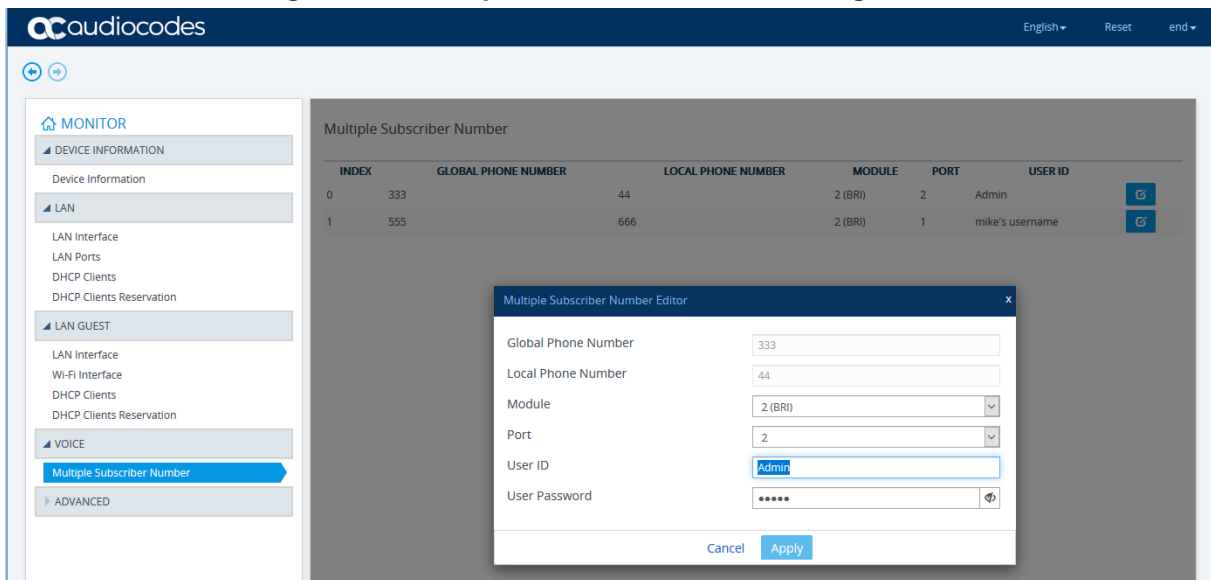 audiocodes English Reset end
MONITOR
DEVICE INFORMATION
Device Information
LAN
LAN Interface
LAN Ports
DHCP Clients
DHCP Clients Reservation
LAN GUEST
LAN Interface
Wi-Fi Interface
DHCP Clients
DHCP Clients Reservation
VOICE
Multiple Subscriber Number
ADVANCED
Multiple Subscriber Number
INDEX GLOBAL PHONE NUMBER LOCAL PHONE NUMBER MODULE PORT USER ID
0 333 44 2 (BRI) 2 Admin
1 555 666 2 (BRI) 1 mike's username
Multiple Subscriber Number Editor x
Global Phone Number 333
Local Phone Number 44
Module 2 (BRI)
Port 2
User ID Admin
User Password •••••
Cancel Apply